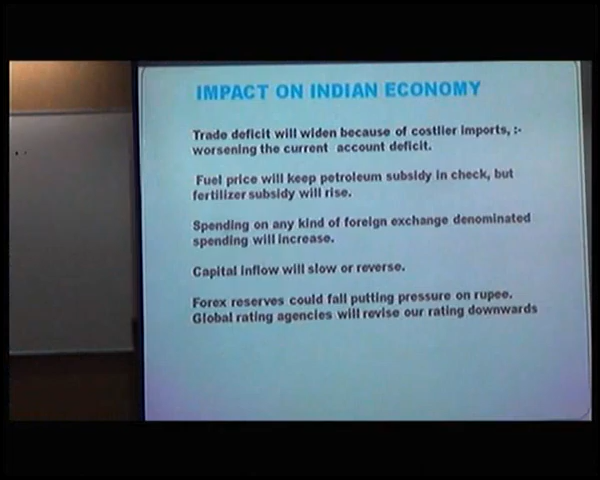 IMPACT ON INDIAN ECONOMY
Trade deficit will widen because of costlier imports, :-
worsening the current account deficit.
Fuel price will keep petroleum subsidy in check, but
fertilizer subsidy will rise.
Spending on any kind of foreign exchange denominated
spending will increase.
Capital inflow will slow or reverse.
Forex reserves could fall putting pressure on rupee.
Global rating agencies will revise our rating downwards